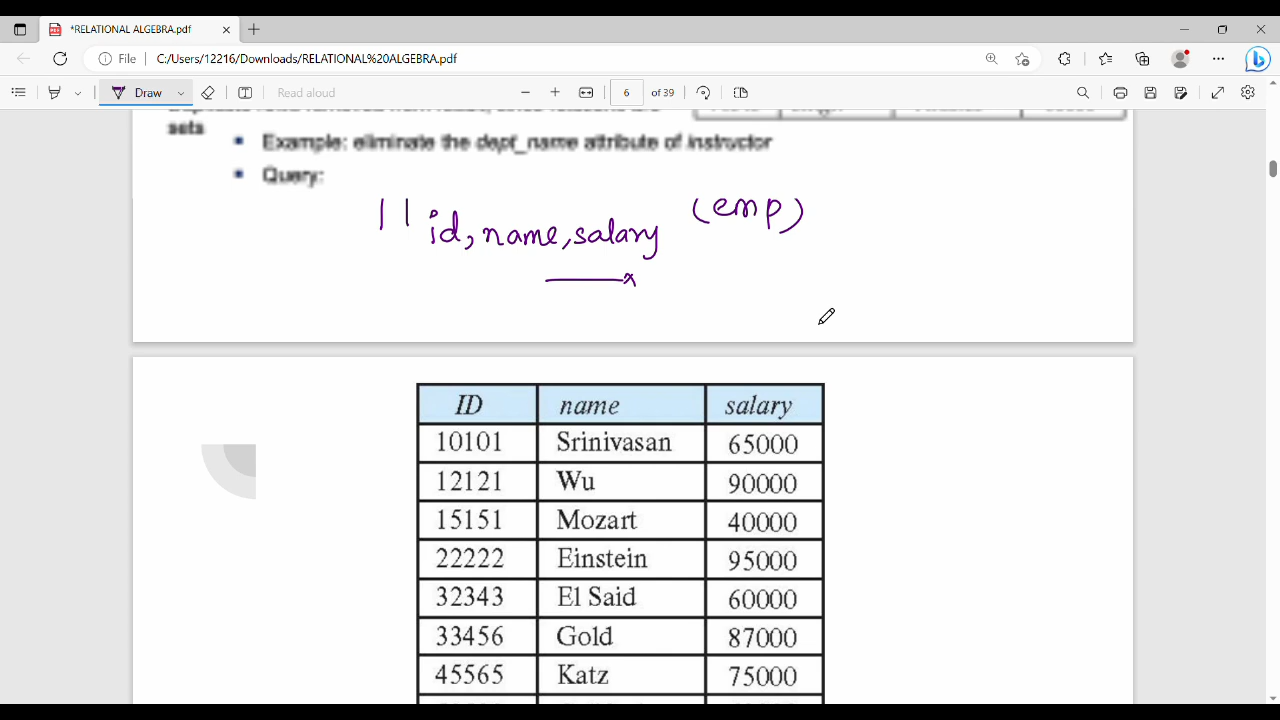 *RELATIONAL ALGEBRA.pdf
File C:/Users/12216/Downloads/RELATIONAL%20ALGEBRA.pdf
Draw Read aloud 6 of 39
sets
Example: eliminate the dept_name attribute of instructor
Query:
id, name, salary (emp)
ID name salary
10101 Srinivasan 65000
12121 Wu 90000
15151 Mozart 40000
22222 Einstein 95000
32343 El Said 60000
33456 Gold 87000
45565 Katz 75000